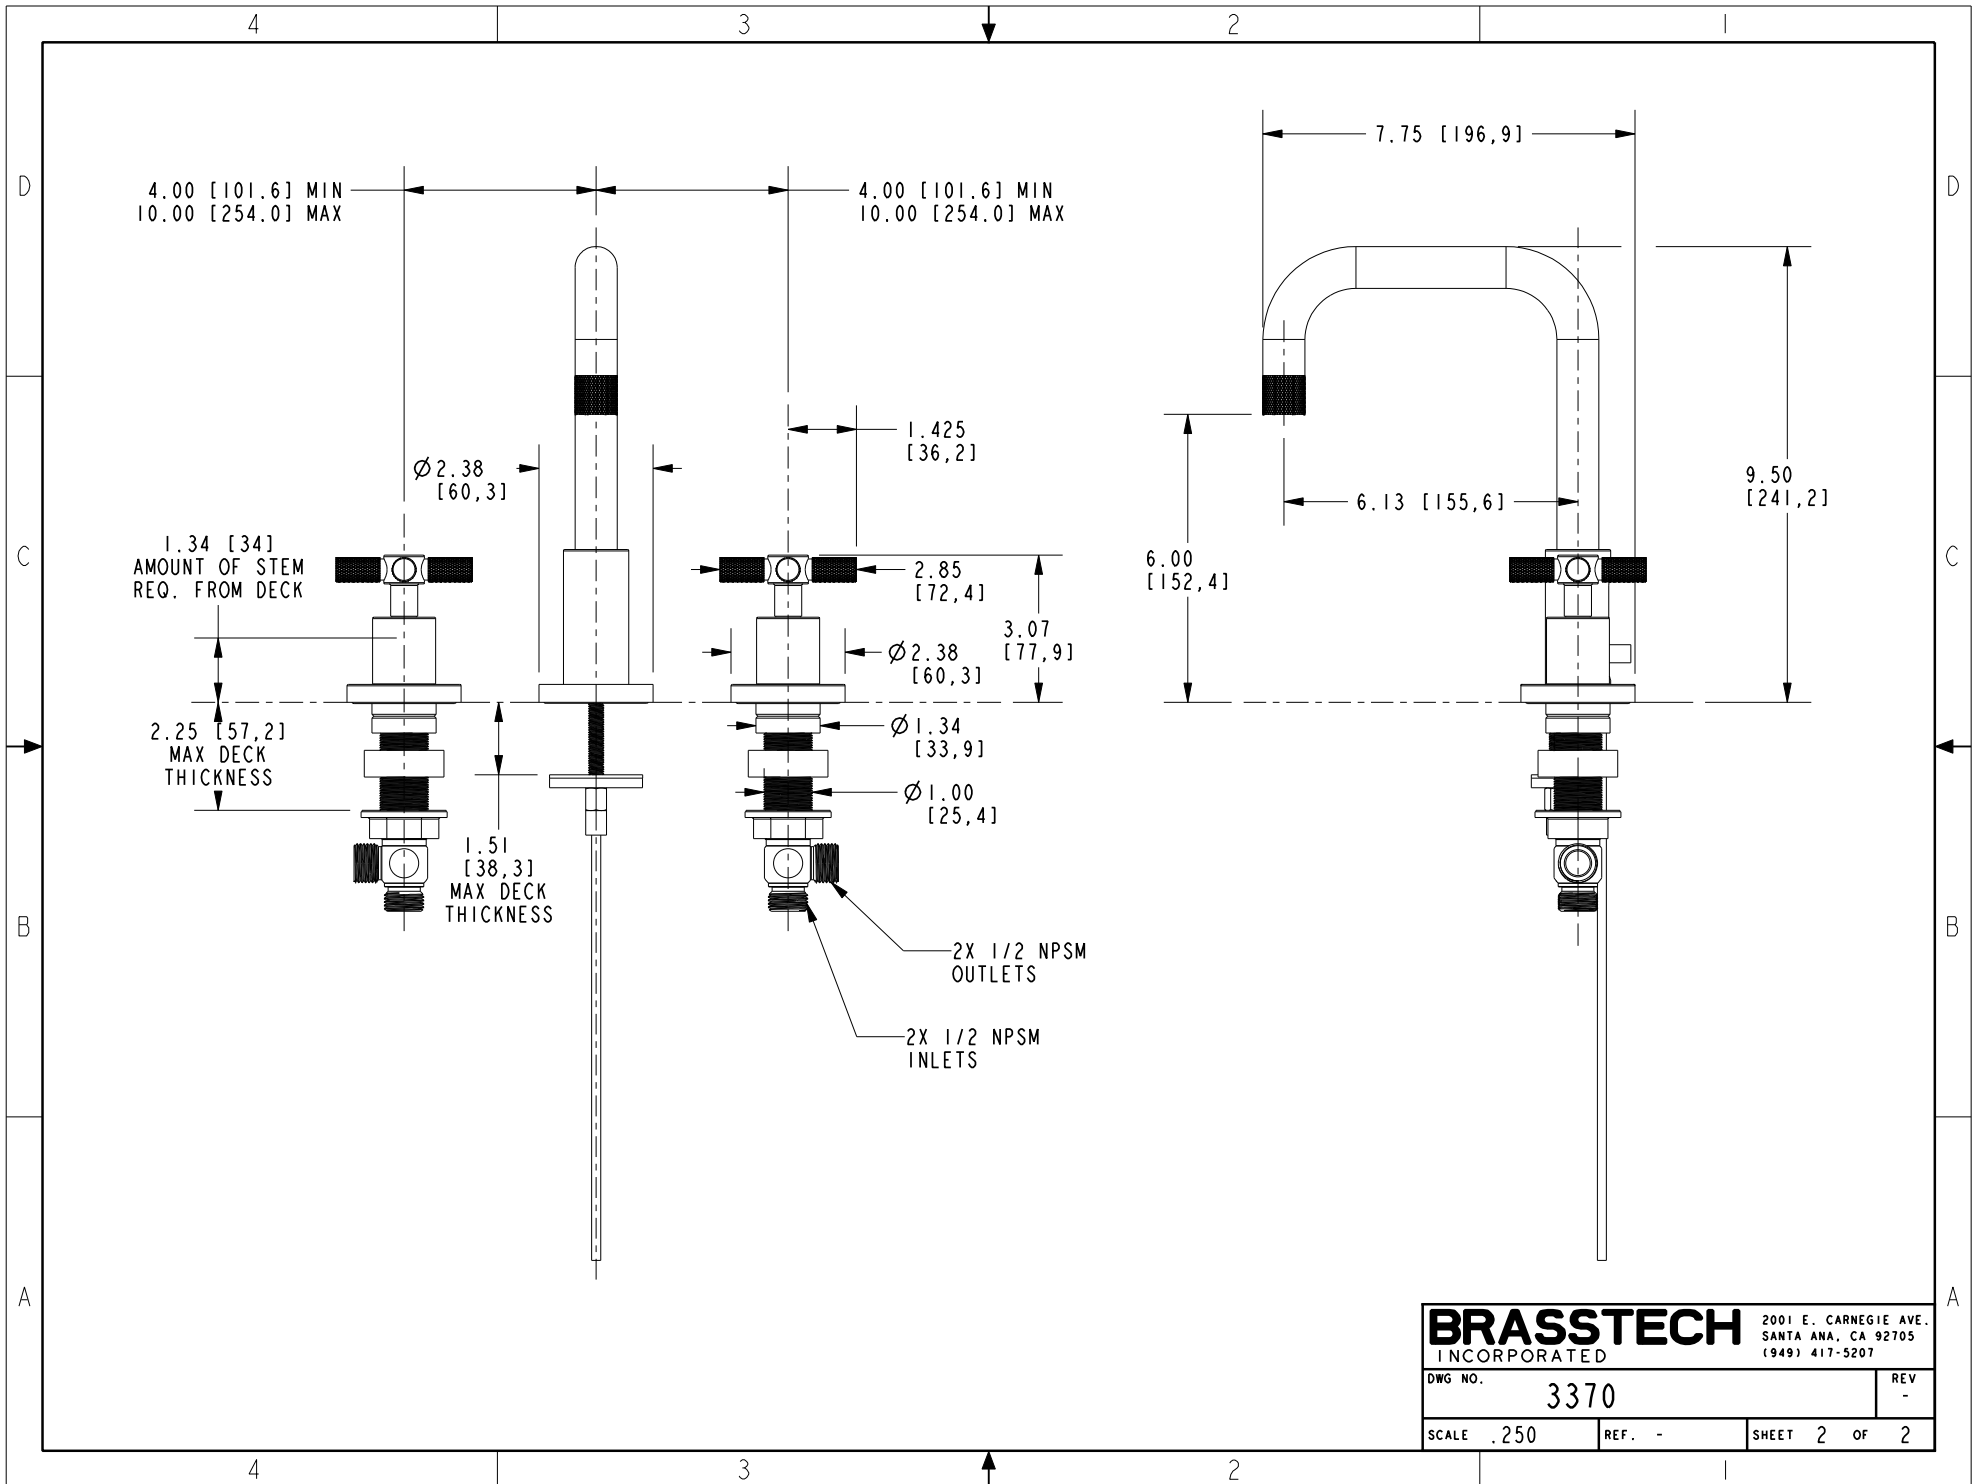 4 3 2 1
D D
C C
B B
A A
4.00 [101.6] MIN
10.00 [254.0] MAX
4.00 [101.6] MIN
10.00 [254.0] MAX
7.75 [196,9]
1.425
[36,2]
Ø2.38
[60,3]
9.50
[241,2]
6.13 [155,6]
1.34 [34]
AMOUNT OF STEM
REQ. FROM DECK
6.00
[152,4]
2.85
[72,4]
3.07
[77,9]
Ø2.38
[60,3]
2.25 [57,2]
MAX DECK
THICKNESS
Ø1.34
[33,9]
Ø1.00
[25,4]
1.51
[38,3]
MAX DECK
THICKNESS
2X 1/2 NPSM
OUTLETS
2X 1/2 NPSM
INLETS
BRASSTECH
INCORPORATED
2001 E. CARNEGIE AVE.
SANTA ANA, CA 92705
(949) 417-5207
DWG NO.
3370
REV
-
SCALE .250
REF. -
SHEET 2 OF 2
4 3 2 1